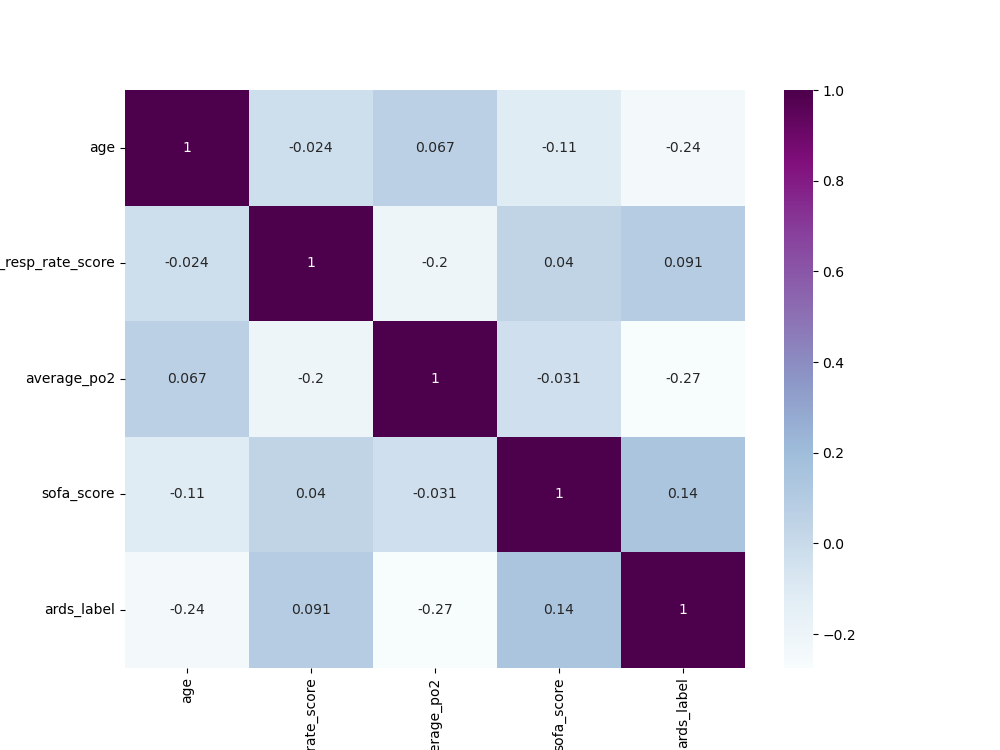 1.0
age 1 -0.024 0.067 -0.11 -0.24
0.8
_resp_rate_score -0.024 1 -0.2 0.04 0.091
0.6
average_po2 0.067 -0.2 1 -0.031 -0.27
0.4
0.2
sofa_score -0.11 0.04 -0.031 1 0.14
0.0
ards_label -0.24 0.091 -0.27 0.14 1
−0.2
age
rate_score
erage_po2
sofa_score
ards_label